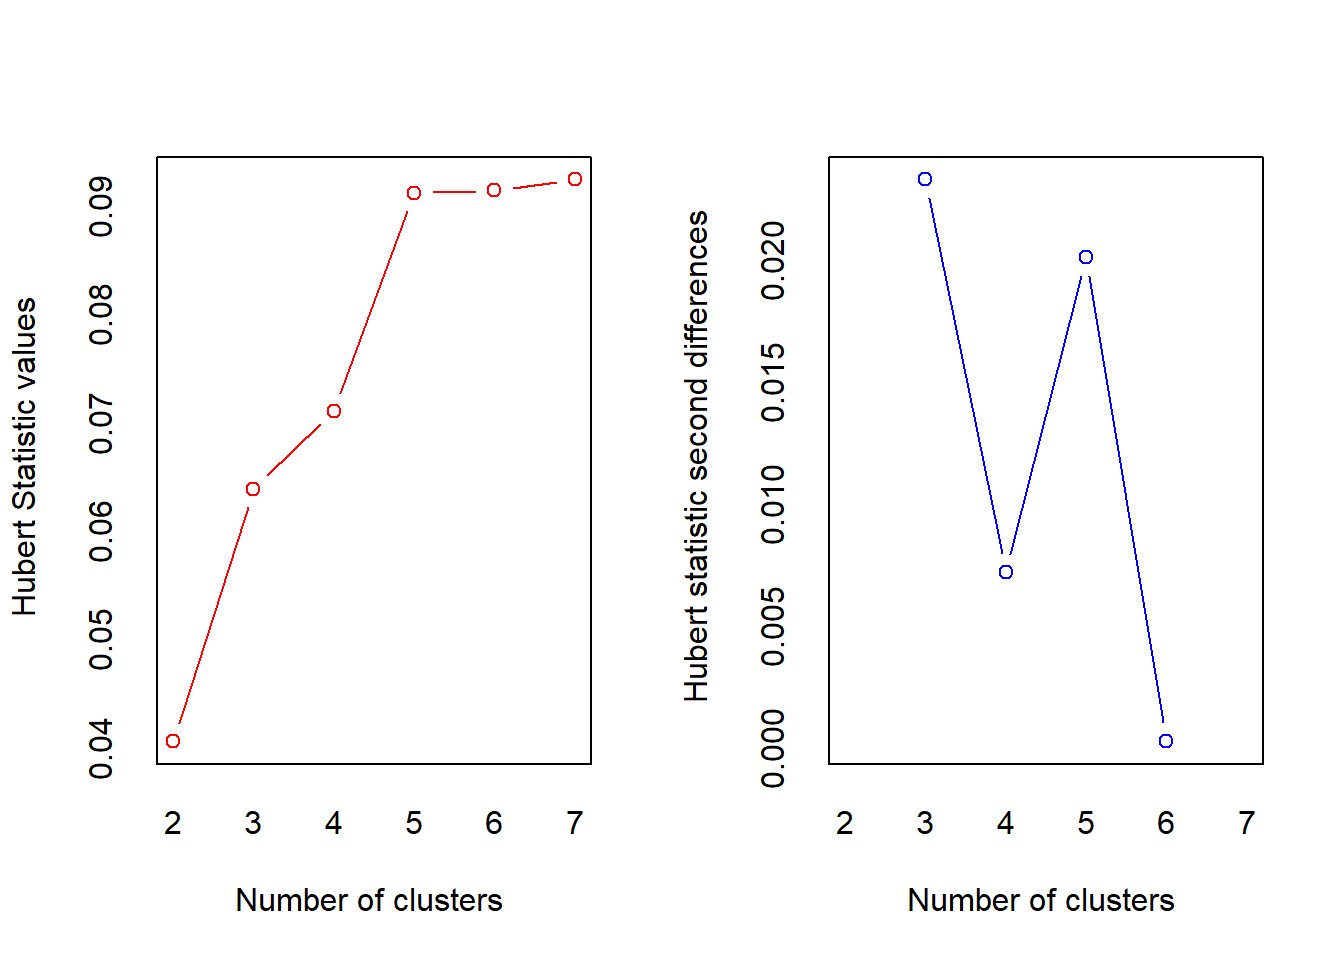 Hubert Statistic values
0.09
0.08
0.07
0.06
0.05
0.04
2 3 4 5 6 7
Number of clusters
Hubert statistic second differences
0.020
0.015
0.010
0.005
0.000
2 3 4 5 6 7
Number of clusters